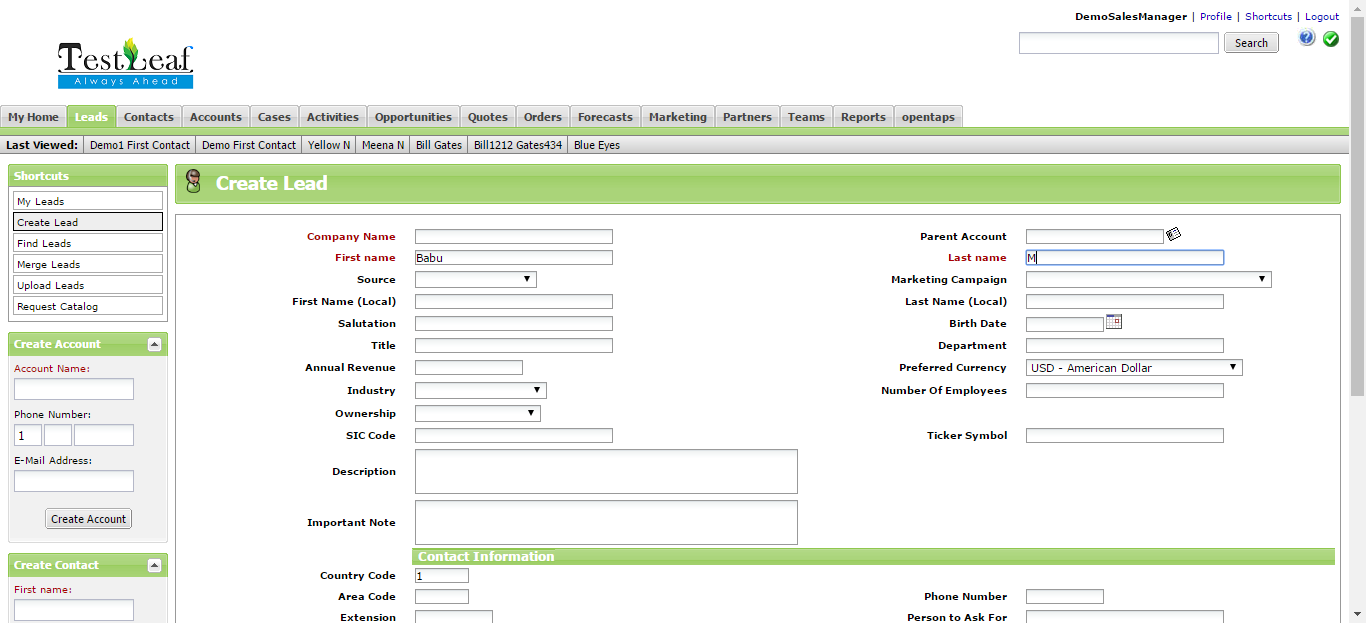 DemoSalesManager | Profile | Shortcuts | Logout
Search
TestLeaf
Always Ahead
My Home Leads Contacts Accounts Cases Activities Opportunities Quotes Orders Forecasts Marketing Partners Teams Reports opentaps
Last Viewed: Demo1 First Contact Demo First Contact Yellow N Meena N Bill Gates Bill1212 Gates434 Blue Eyes
Shortcuts
My Leads
Create Lead
Find Leads
Merge Leads
Upload Leads
Request Catalog
Create Account
Account Name:
Phone Number:
1
E-Mail Address:
Create Account
Create Contact
First name:
Create Lead
Company Name Parent Account
First name Babu Last name M
Source Marketing Campaign
First Name (Local) Last Name (Local)
Salutation Birth Date
Title Department
Annual Revenue Preferred Currency USD - American Dollar
Industry Number Of Employees
Ownership
SIC Code Ticker Symbol
Description
Important Note
Contact Information
Country Code 1
Area Code Phone Number
Extension Person to Ask For